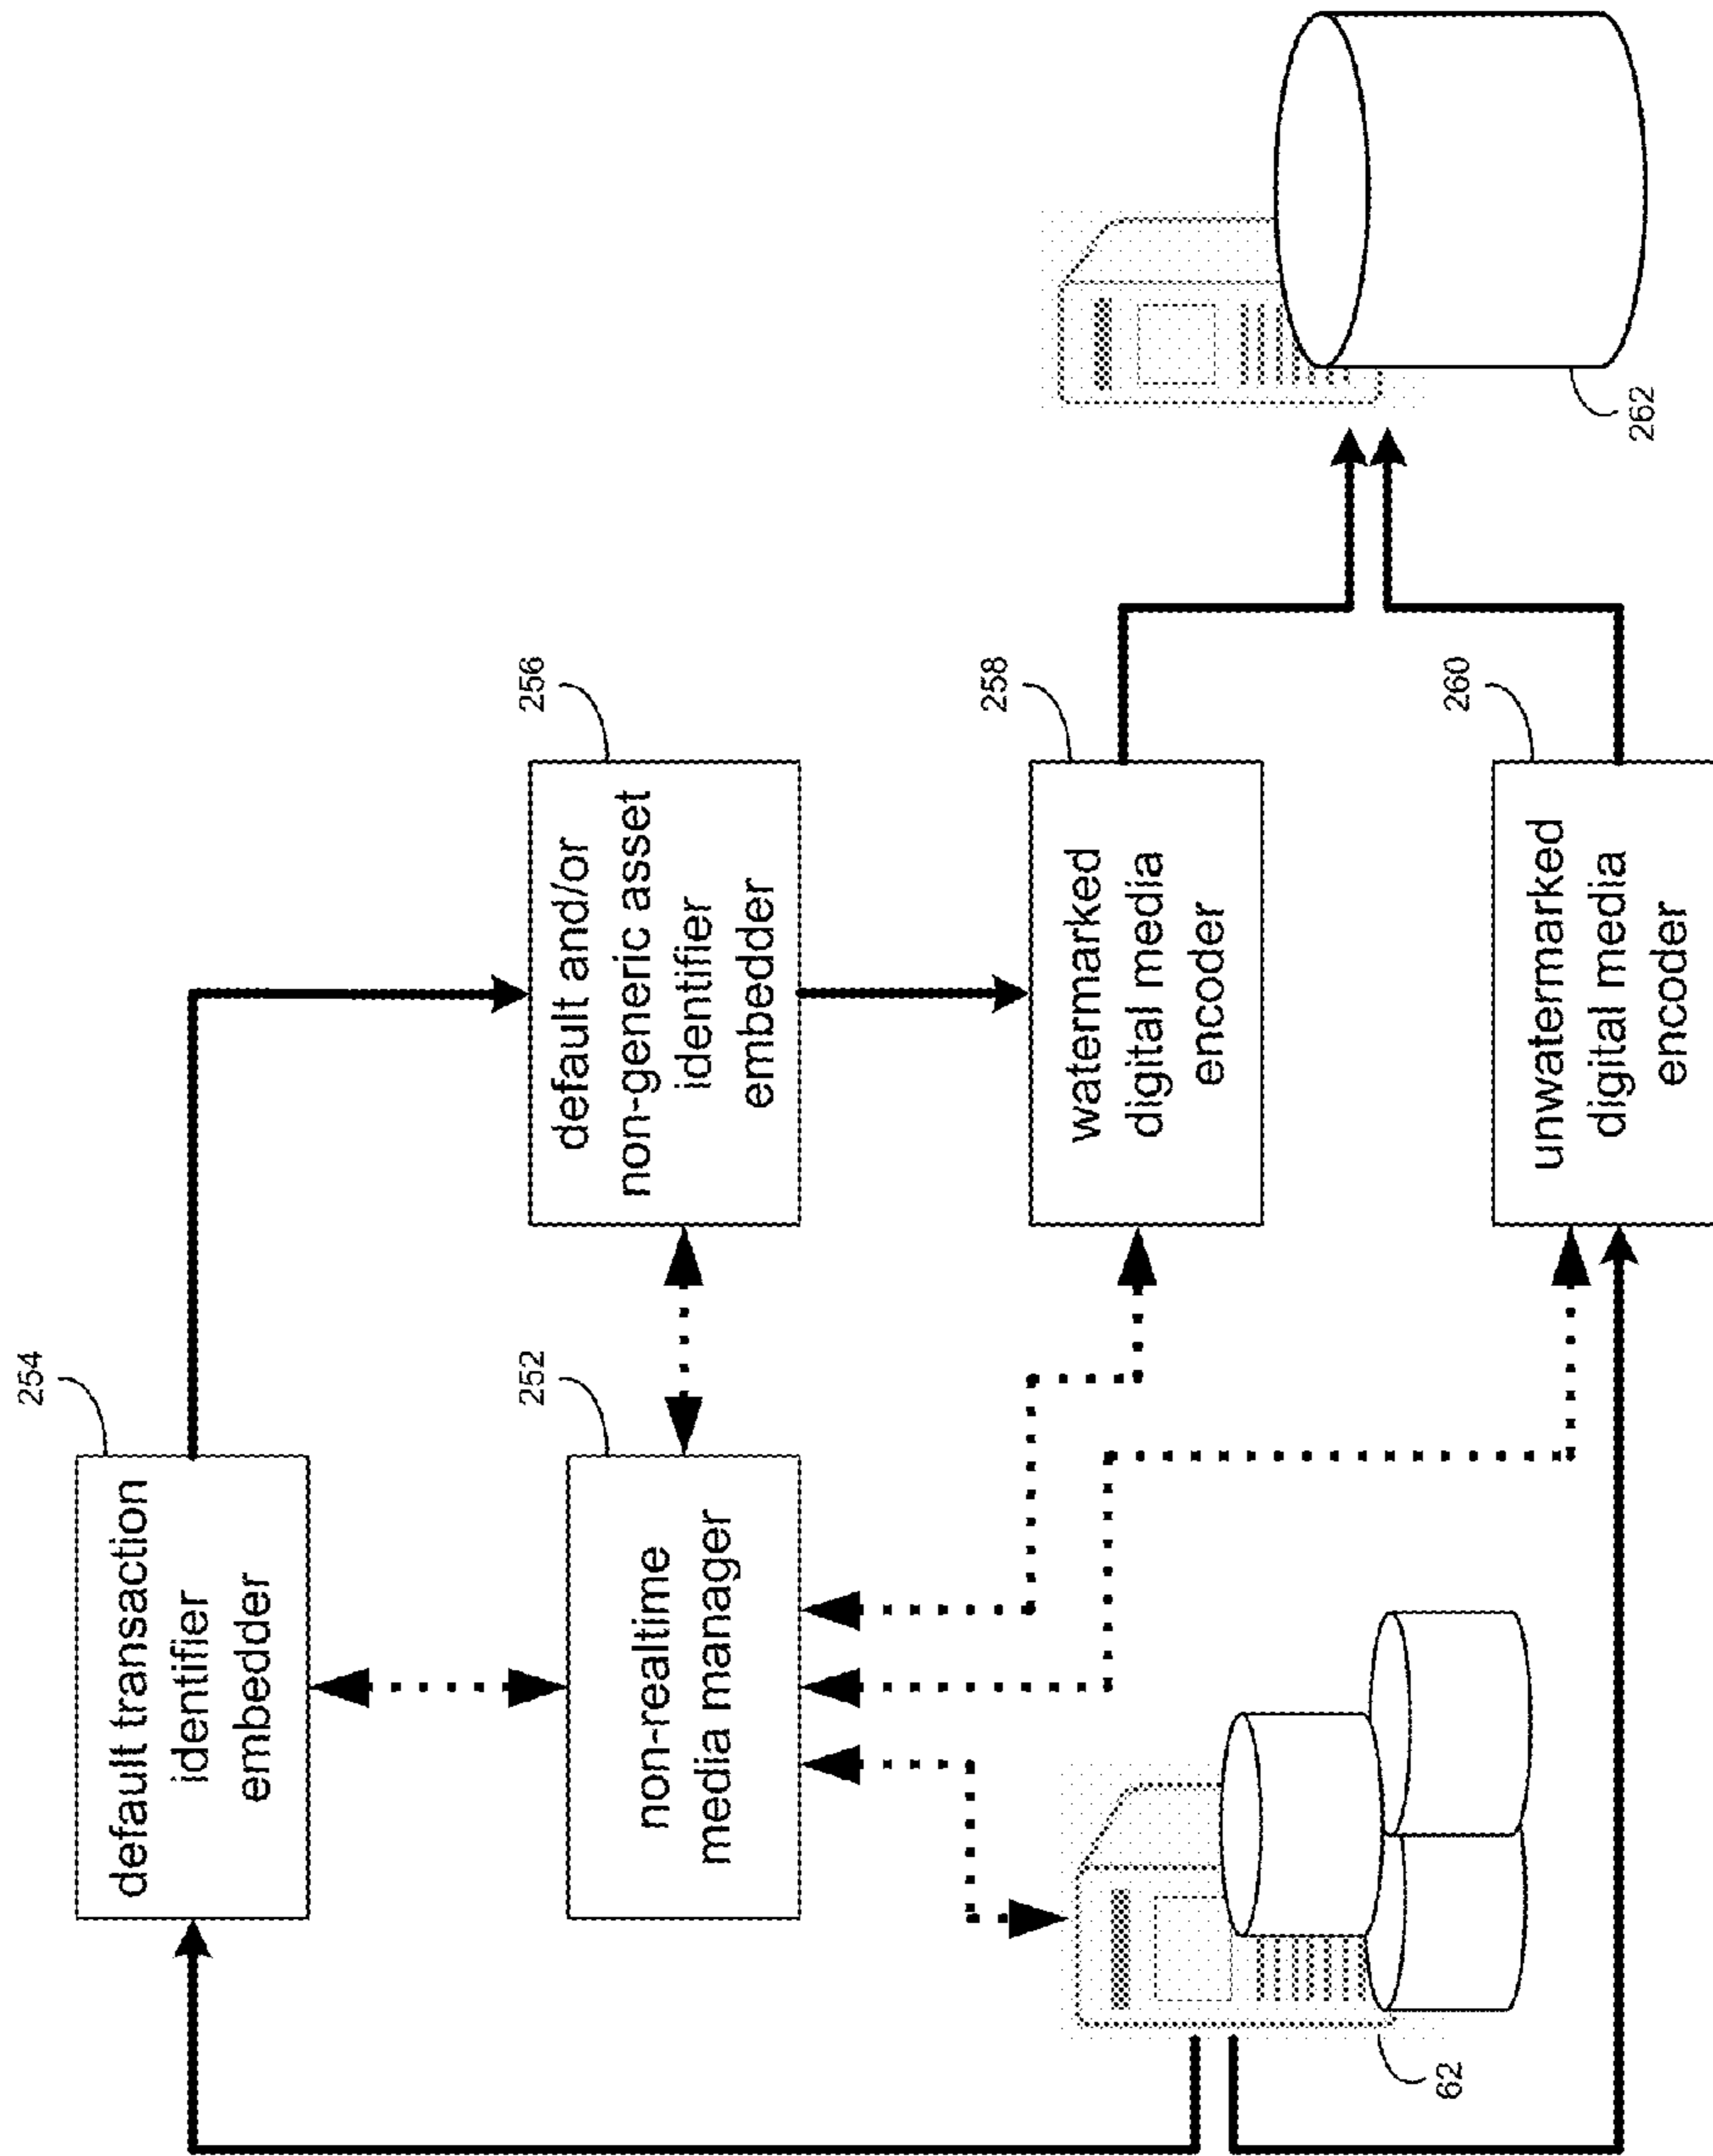 254
default transaction
identifier
embedder
252
non-realtime
media manager
256
default and/or
non-generic asset
identifier
embedder
258
watermarked
digital media
encoder
260
unwatermarked
digital media
encoder
62
262